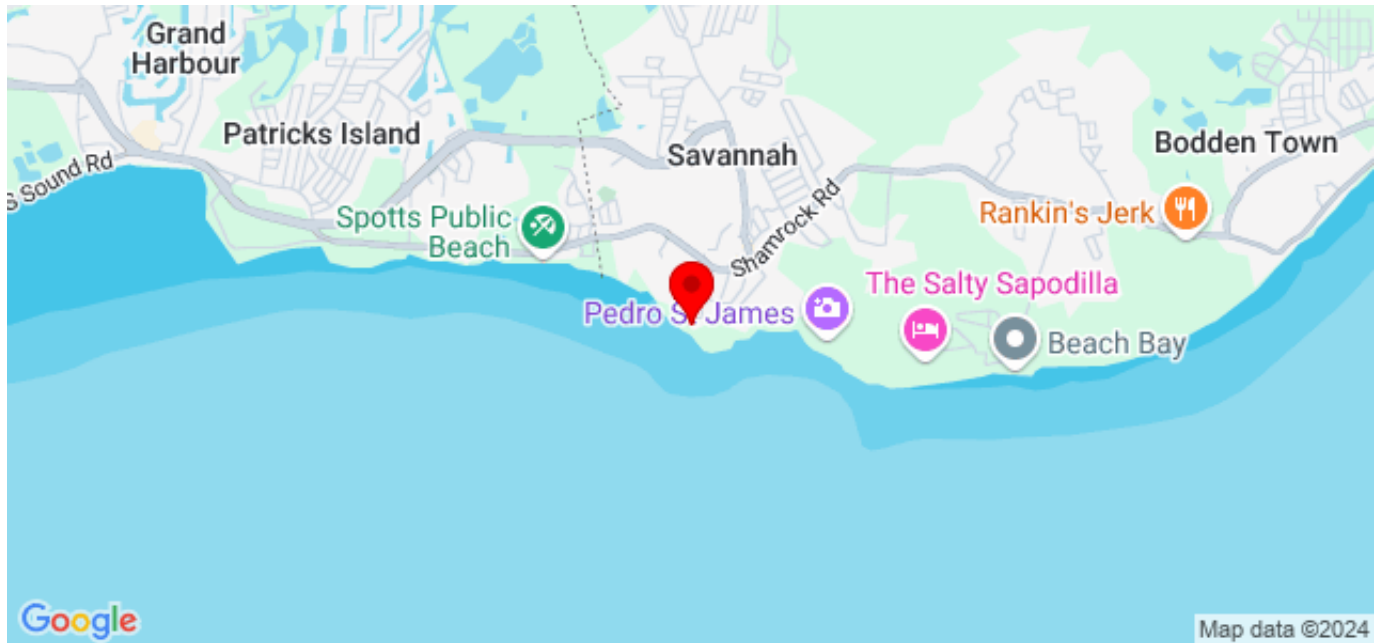 Grand
Harbour
Patricks Island
Savannah
Bodden Town
S Sound Rd
Spotts Public
Beach
Shamrock Rd
Rankin's Jerk
The Salty Sapodilla
Pedro St James
Beach Bay
Google
Map data ©2024